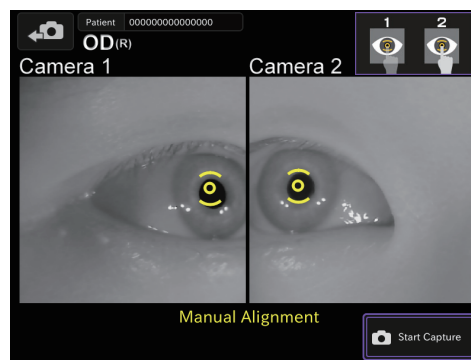 Patient 000000000000000
OD(R)
1 2
Camera 1 Camera 2
Manual Alignment
Start Capture